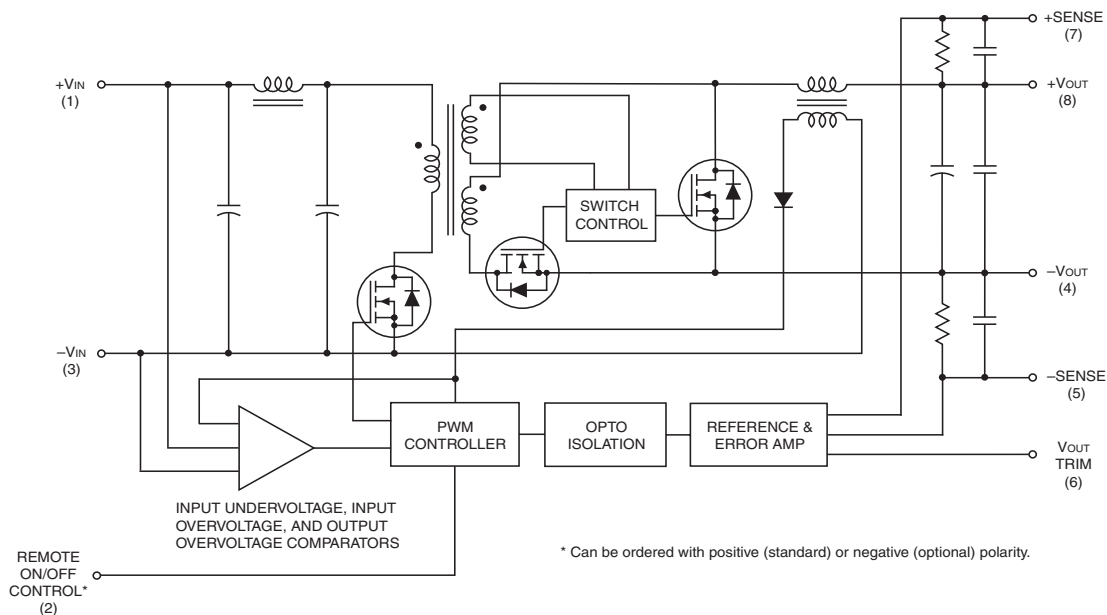 +SENSE
(7)
+VIN
(1)
+VOUT
(8)
SWITCH
CONTROL
−VOUT
(4)
−VIN
(3)
−SENSE
(5)
PWM
CONTROLLER
OPTO
ISOLATION
REFERENCE &
ERROR AMP
VOUT
TRIM
(6)
INPUT UNDERVOLTAGE, INPUT
OVERVOLTAGE, AND OUTPUT
OVERVOLTAGE COMPARATORS
REMOTE
ON/OFF
CONTROL*
(2)
* Can be ordered with positive (standard) or negative (optional) polarity.